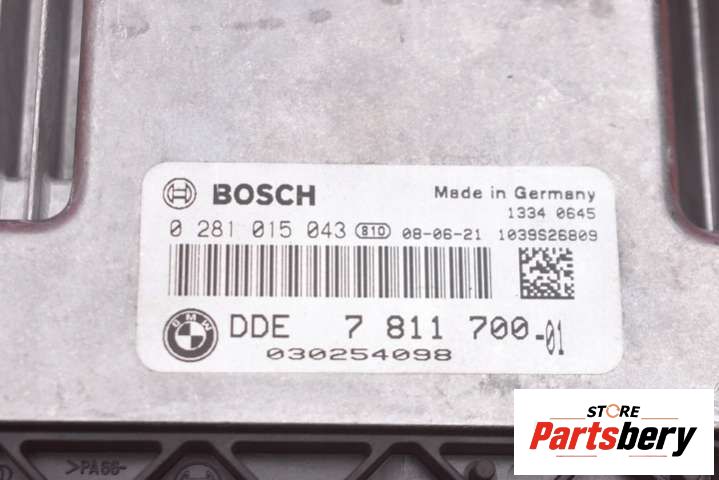 BOSCH Made in Germany
1334 0645
0 281 015 043 810 08-06-21 1039S26809
BMW DDE 7 811 700-01
030254098
>PA66-
STORE
Partsbery